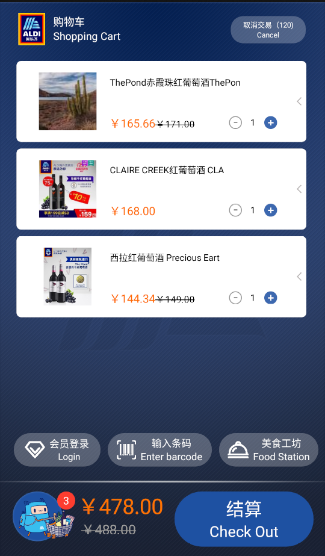 ALDI
奥乐齐
购物车
Shopping Cart
取消交易（120)
Cancel
ThePond赤霞珠红葡萄酒ThePon
￥165.66 ￥171.00
1
CLAIRE CREEK红葡萄酒 CLA
￥168.00
1
西拉红葡萄酒 Precious Eart
￥144.34 ￥149.00
1
会员登录
Login
输入条码
Enter barcode
美食工坊
Food Station
3
￥478.00
￥488.00
结算
Check Out